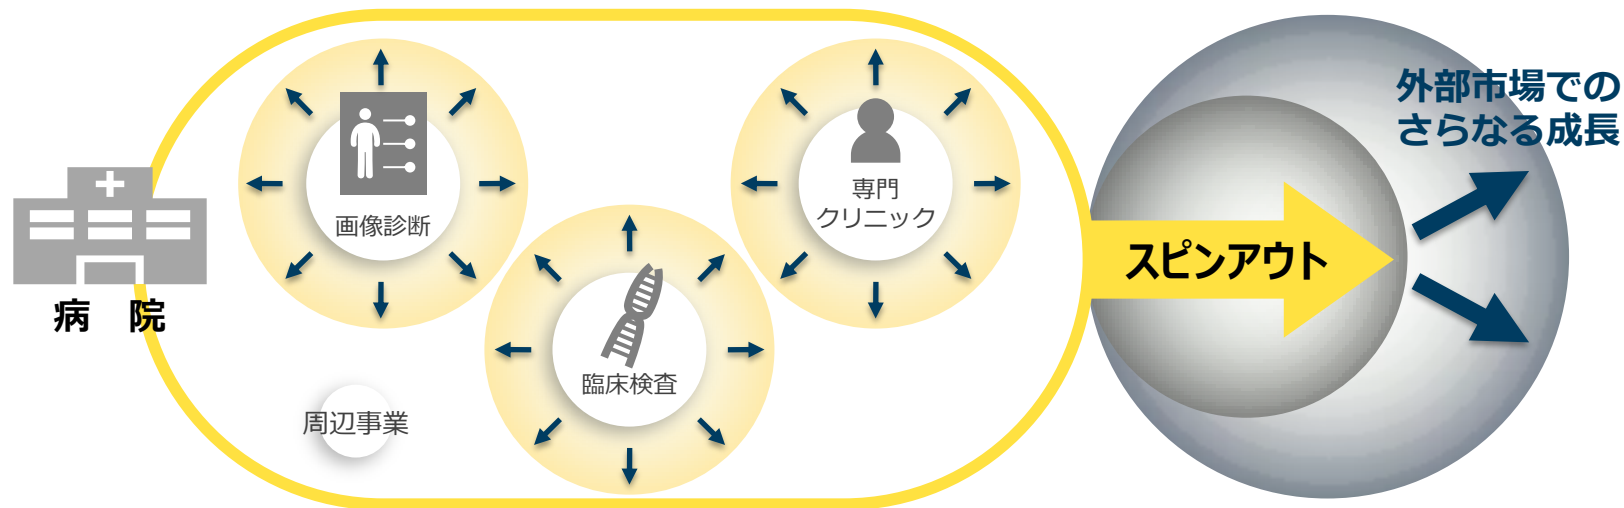 病　院
画像診断
臨床検査
専門
クリニック
周辺事業
スピンアウト
外部市場での
さらなる成長